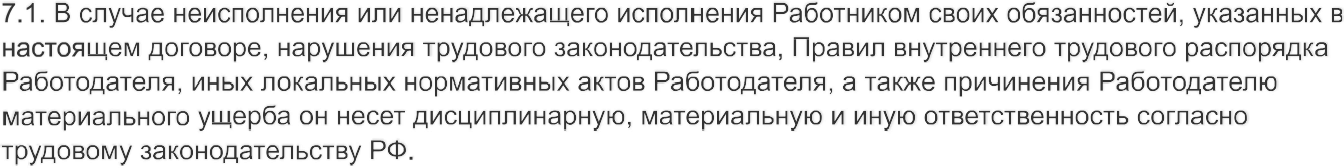 7.1. В случае неисполнения или ненадлежащего исполнения Работником своих обязанностей, указанных в
настоящем договоре, нарушения трудового законодательства, Правил внутреннего трудового распорядка
Работодателя, иных локальных нормативных актов Работодателя, а также причинения Работодателю
материального ущерба он несет дисциплинарную, материальную и иную ответственность согласно
трудовому законодательству РФ.